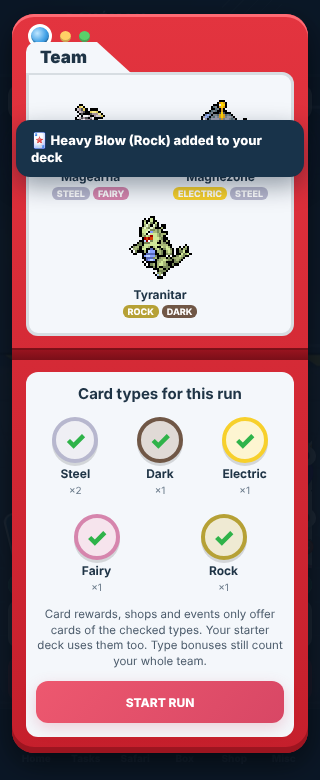 Team
Heavy Blow (Rock) added to your
deck
Magearna
Magnezone
STEEL
FAIRY
ELECTRIC
STEEL
Tyranitar
ROCK
DARK
Card types for this run
Steel
Dark
Electric
×2
×1
×1
Fairy
Rock
×1
×1
Card rewards, shops and events only offer
cards of the checked types. Your starter
deck uses them too. Type bonuses still count
your whole team.
START RUN